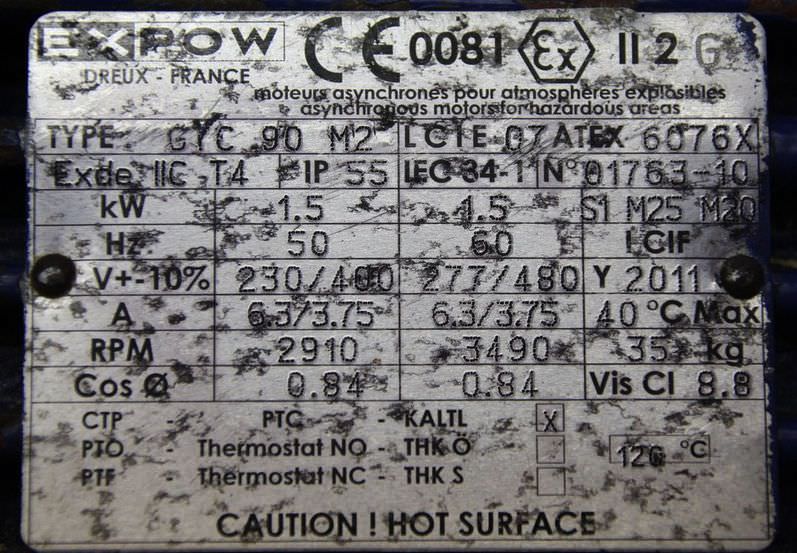 EXPOW CE 0081 Ex II 2 G
DREUX - FRANCE
moteurs asynchrones pour atmosphères explosibles
asynchronous motors for hazardous areas
TYPE : GYC 90 M2 LCIE 07 ATEX 6076X
Exde IIC T4 IP 55 IEC 34-1 N° 01763-10
kW 1.5 1.5 S1 M25 M20
Hz 50 60 LCIE
V+-10% 230/400 277/480 Y 2011
A 6.3/3.75 6.3/3.75 40 °C Max
RPM 2910 3490 35 kg
Cos Ø 0.84 0.84 Vis Cl 8.8
CTP - PTC - KALTL X
PTO - Thermostat NO - THK Ö
PTF - Thermostat NC - THK S
120 °C
CAUTION ! HOT SURFACE